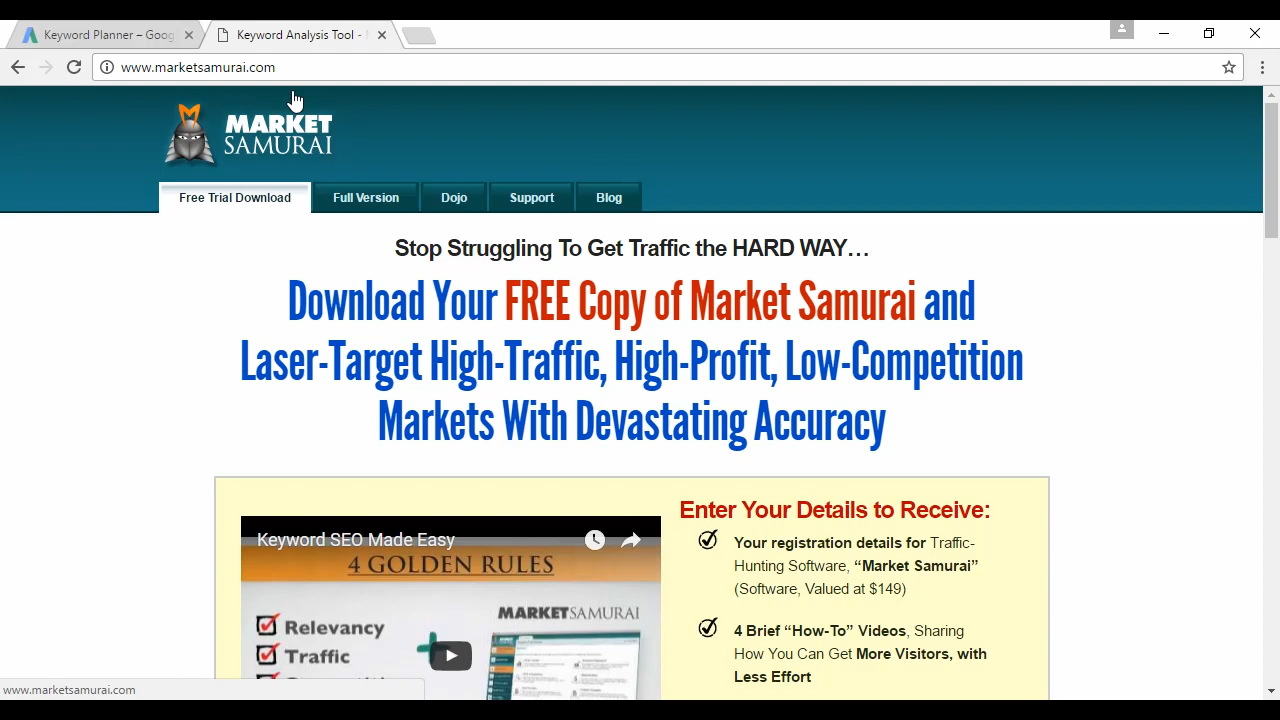 Keyword Planner – Goog
Keyword Analysis Tool -
www.marketsamurai.com
MARKET
SAMURAI
Free Trial Download
Full Version
Dojo
Support
Blog
Stop Struggling To Get Traffic the HARD WAY…
Download Your FREE Copy of Market Samurai and
Laser-Target High-Traffic, High-Profit, Low-Competition
Markets With Devastating Accuracy
Keyword SEO Made Easy
4 GOLDEN RULES
MARKETSAMURAI
Relevancy
Traffic
Enter Your Details to Receive:
Your registration details for Traffic-
Hunting Software, “Market Samurai”
(Software, Valued at $149)
4 Brief “How-To” Videos, Sharing
How You Can Get More Visitors, with
Less Effort
www.marketsamurai.com